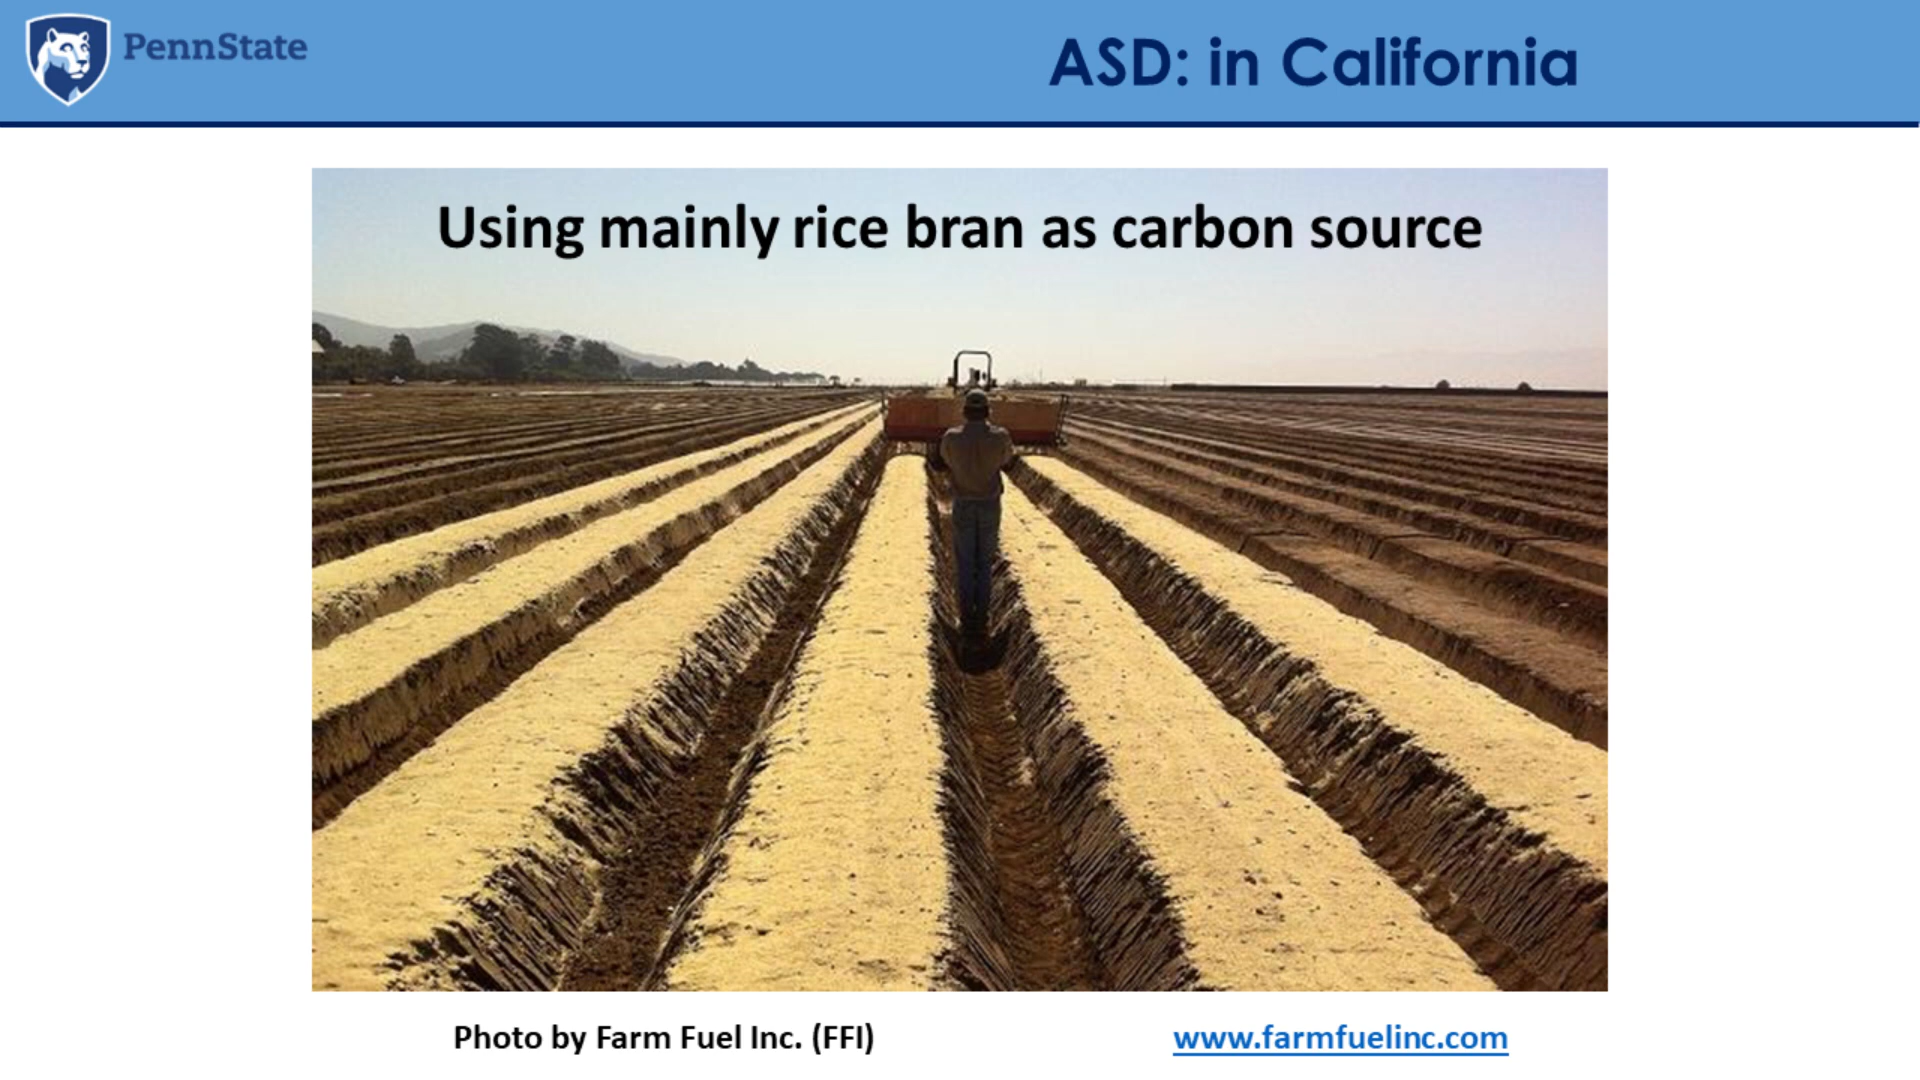 PennState
ASD: in California
Using mainly rice bran as carbon source
Photo by Farm Fuel Inc. (FFI)
www.farmfuelinc.com